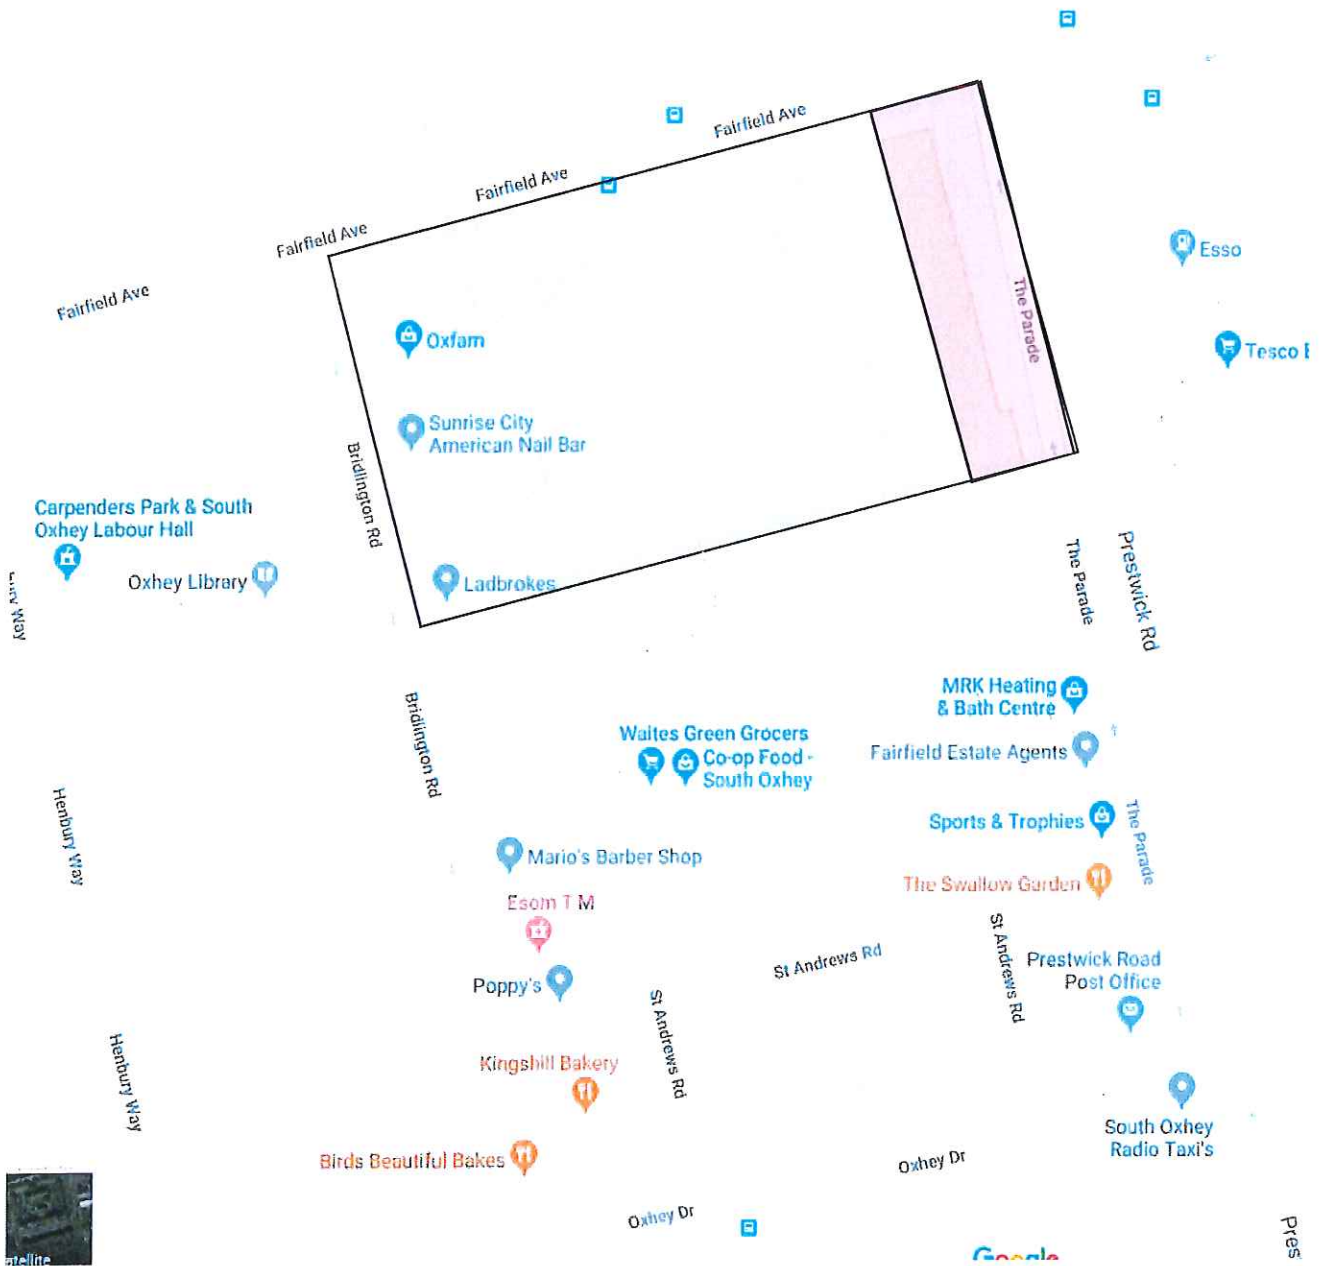 Fairfield Ave
Fairfield Ave
Fairfield Ave
Fairfield Ave
Esso
The Parade
Oxfam
Tesco E
Sunrise City
American Nail Bar
Bridlington Rd
Carpenders Park & South
Oxhey Labour Hall
Oxhey Library
Ladbrokes
Way
The Parade
Prestwick Rd
MRK Heating
& Bath Centre
Bridlington Rd
Waites Green Grocers
Co-op Food -
South Oxhey
Fairfield Estate Agents
Henbury Way
Sports & Trophies
The Parade
Mario's Barber Shop
The Swallow Garden
Esom T M
St Andrews Rd
St Andrews Rd
Prestwick Road
Post Office
Poppy's
St Andrews Rd
Henbury Way
Kingshill Bakery
South Oxhey
Radio Taxi's
Birds Beautiful Bakes
Oxhey Dr
Oxhey Dr
Pres
Google
atellite